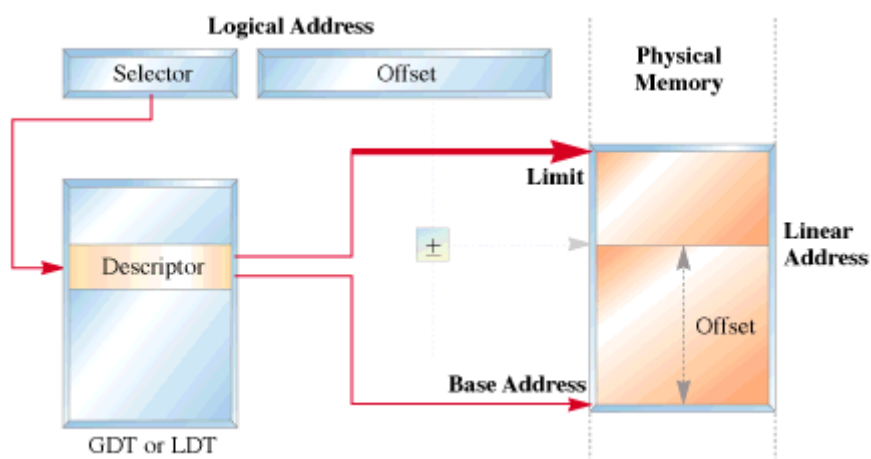 Logical Address
Selector
Offset
Physical
Memory
Limit
Descriptor
±
Linear
Address
Offset
Base Address
GDT or LDT